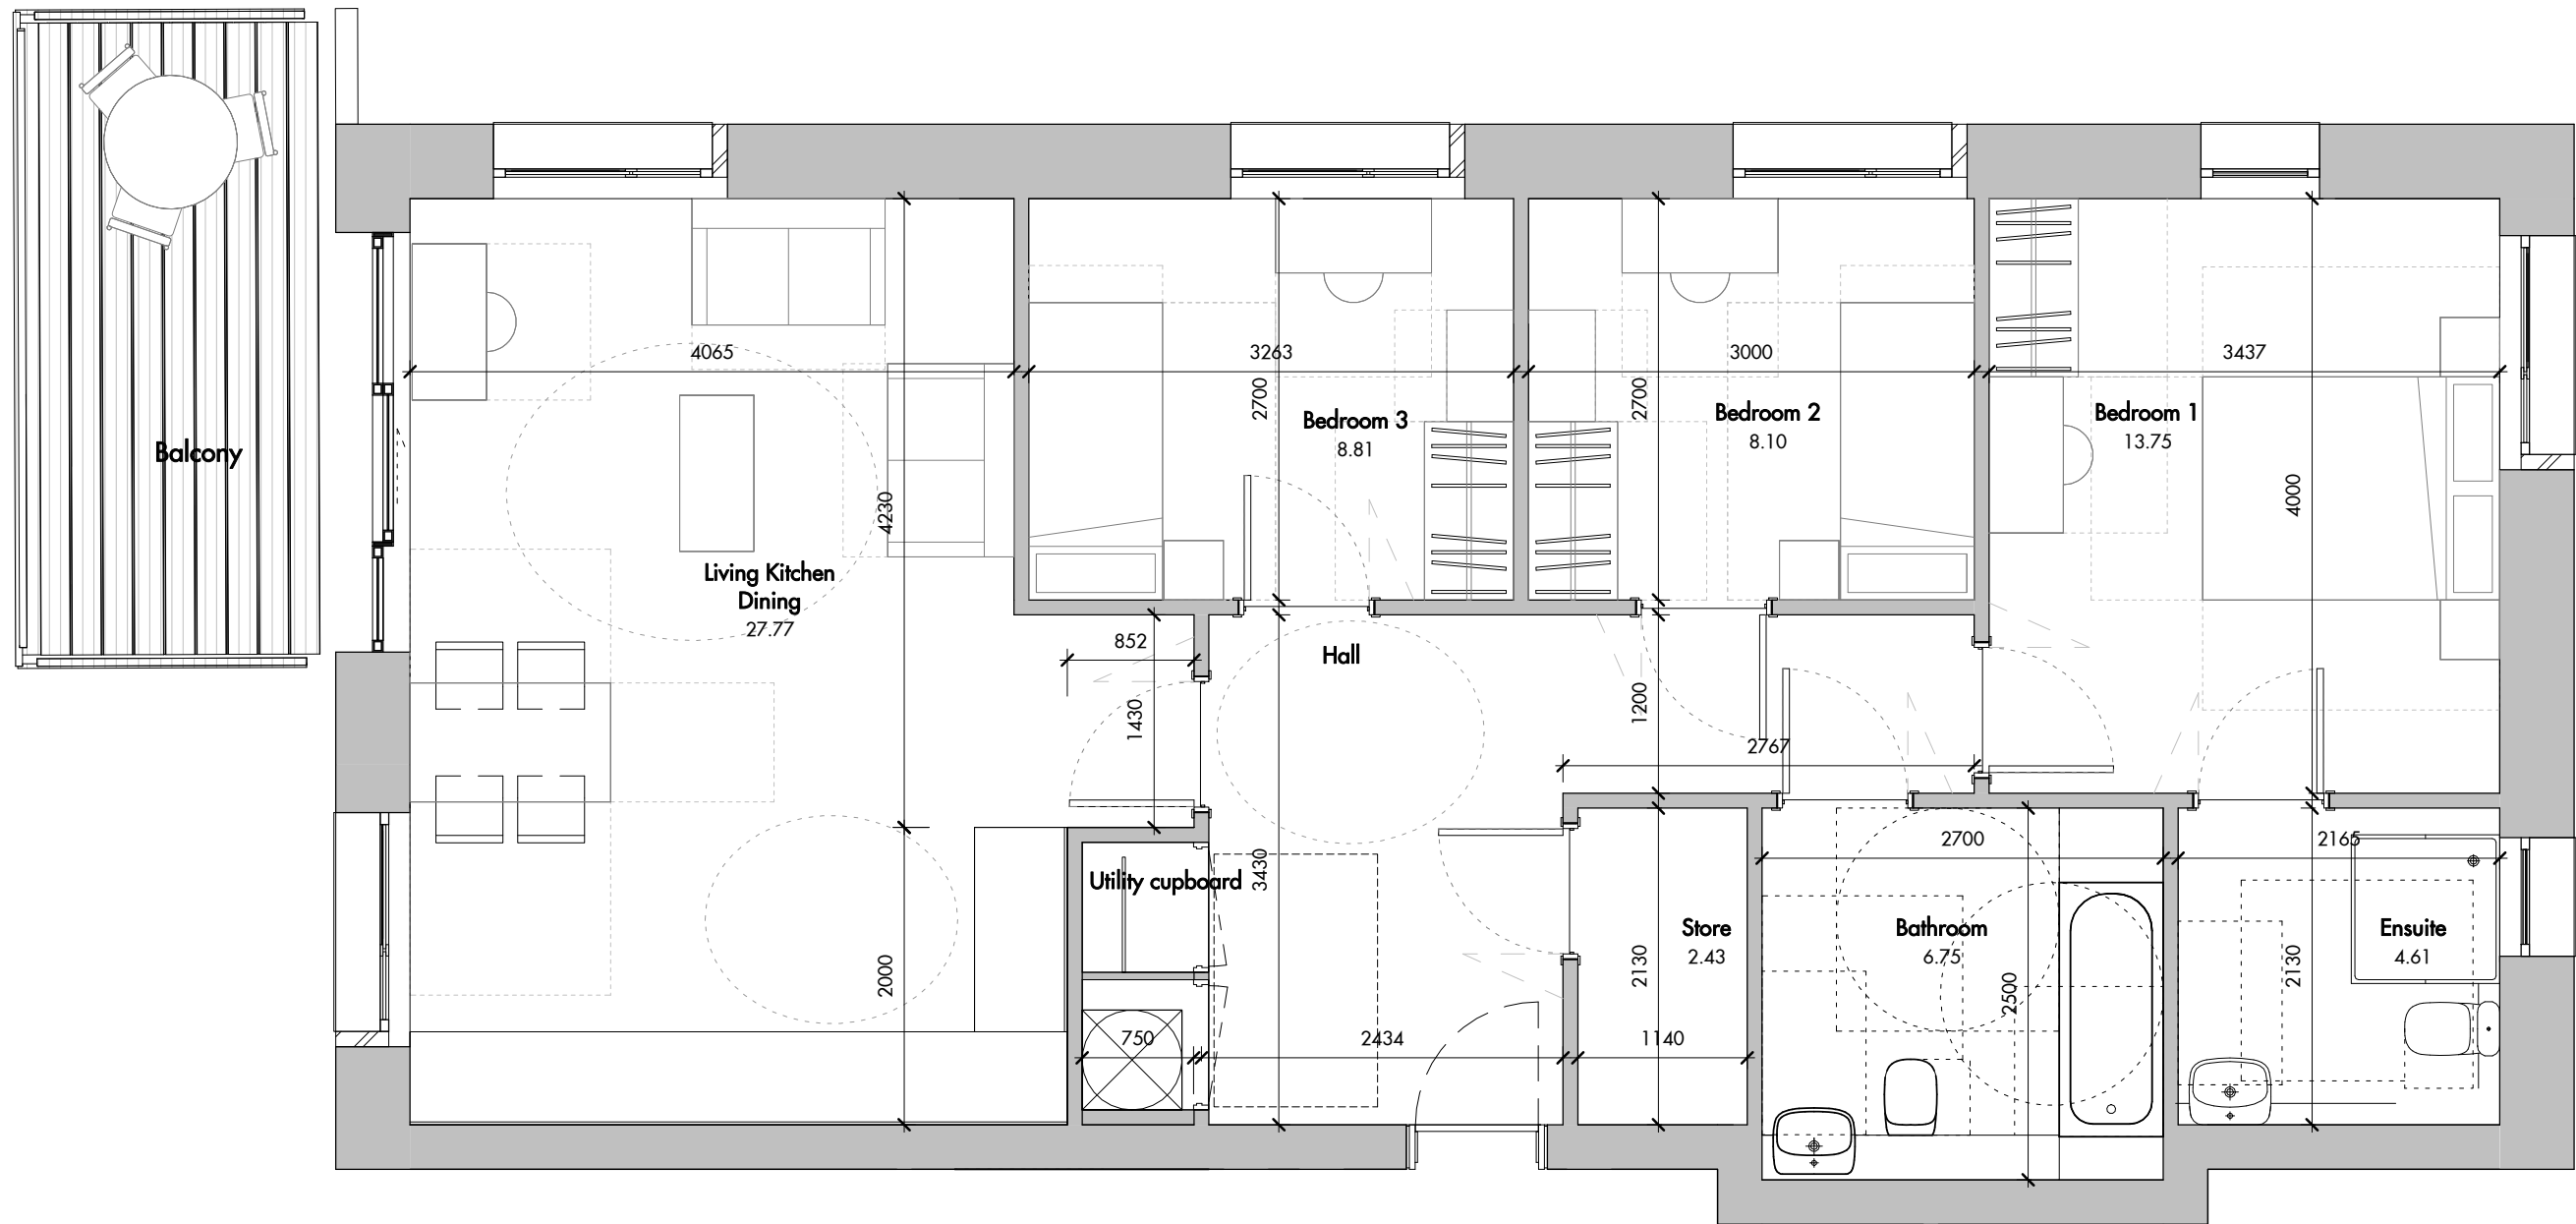 4065
3263
3000
3437
2700
2700
Bedroom 3
8.81
Bedroom 2
8.10
Bedroom 1
13.75
Balcony
4230
4000
Living Kitchen
Dining
27.77
852
Hall
1430
1200
2767
2700
2165
Utility cupboard
3430
Store
2.43
Bathroom
6.75
Ensuite
4.61
2000
2130
2500
2130
750
2434
1140